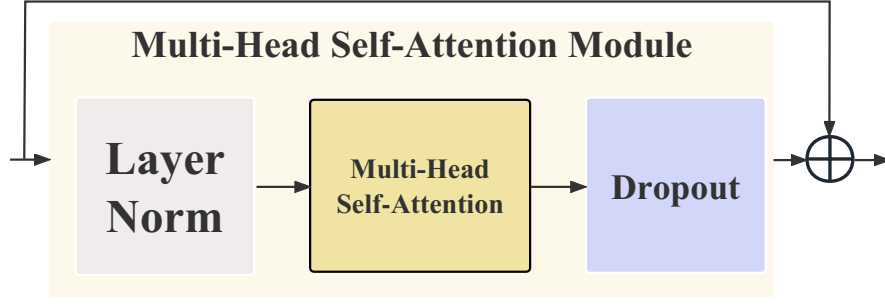 Multi-Head Self-Attention Module
Layer
Norm
Multi-Head
Self-Attention
Dropout